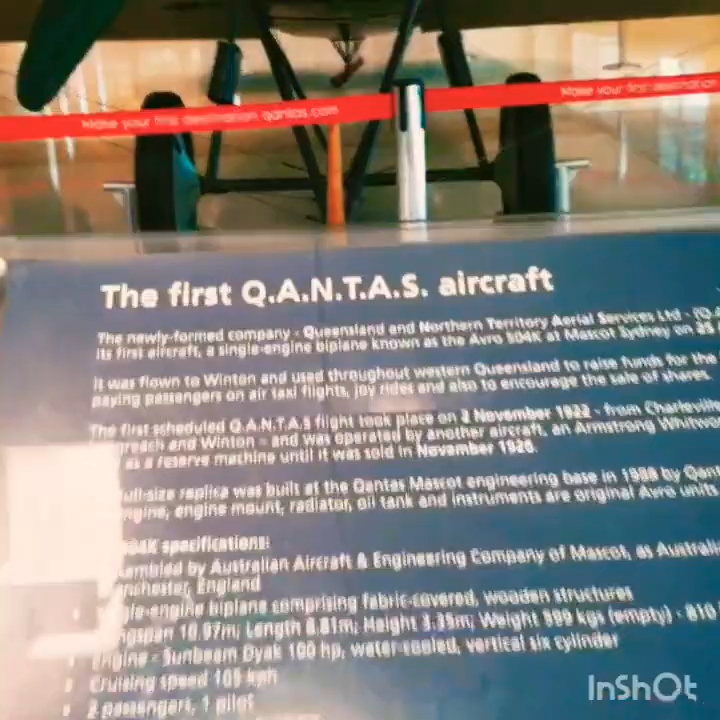 Make your first destination qantas.com
Make your first destination
The first Q.A.N.T.A.S. aircraft
The newly-formed company - Queensland and Northern Territory Aerial Services Ltd -
its first aircraft, a single-engine biplane known as the Avro 504K at Mascot Sydney on
It was flown to Winton and used throughout western Queensland to raise funds for the
paying passengers on air taxi flights, joy rides and also to encourage the sale of shares.
The first scheduled Q.A.N.T.A.S flight took place on 2 November 1922 - from Charleville
and Winton - and was operated by another aircraft, an Armstrong
as a reserve machine until it was sold in November 1926.
replica was built at the Qantas Mascot engineering base in 1988 by
engine mount, radiator, oil tank and instruments are original Avro units
specifications:
by Australian Aircraft & Engineering Company of Mascot, as
England
biplane comprising fabric-covered, wooden structures
10.97m; Length 8.81m; Height 3.35m; Weight 599 kgs (empty) - 810
Engine - Sunbeam Dyak 100 hp, water-cooled, vertical six cylinder
Cruising speed 105 kph
2 passengers, 1 pilot
InShOt